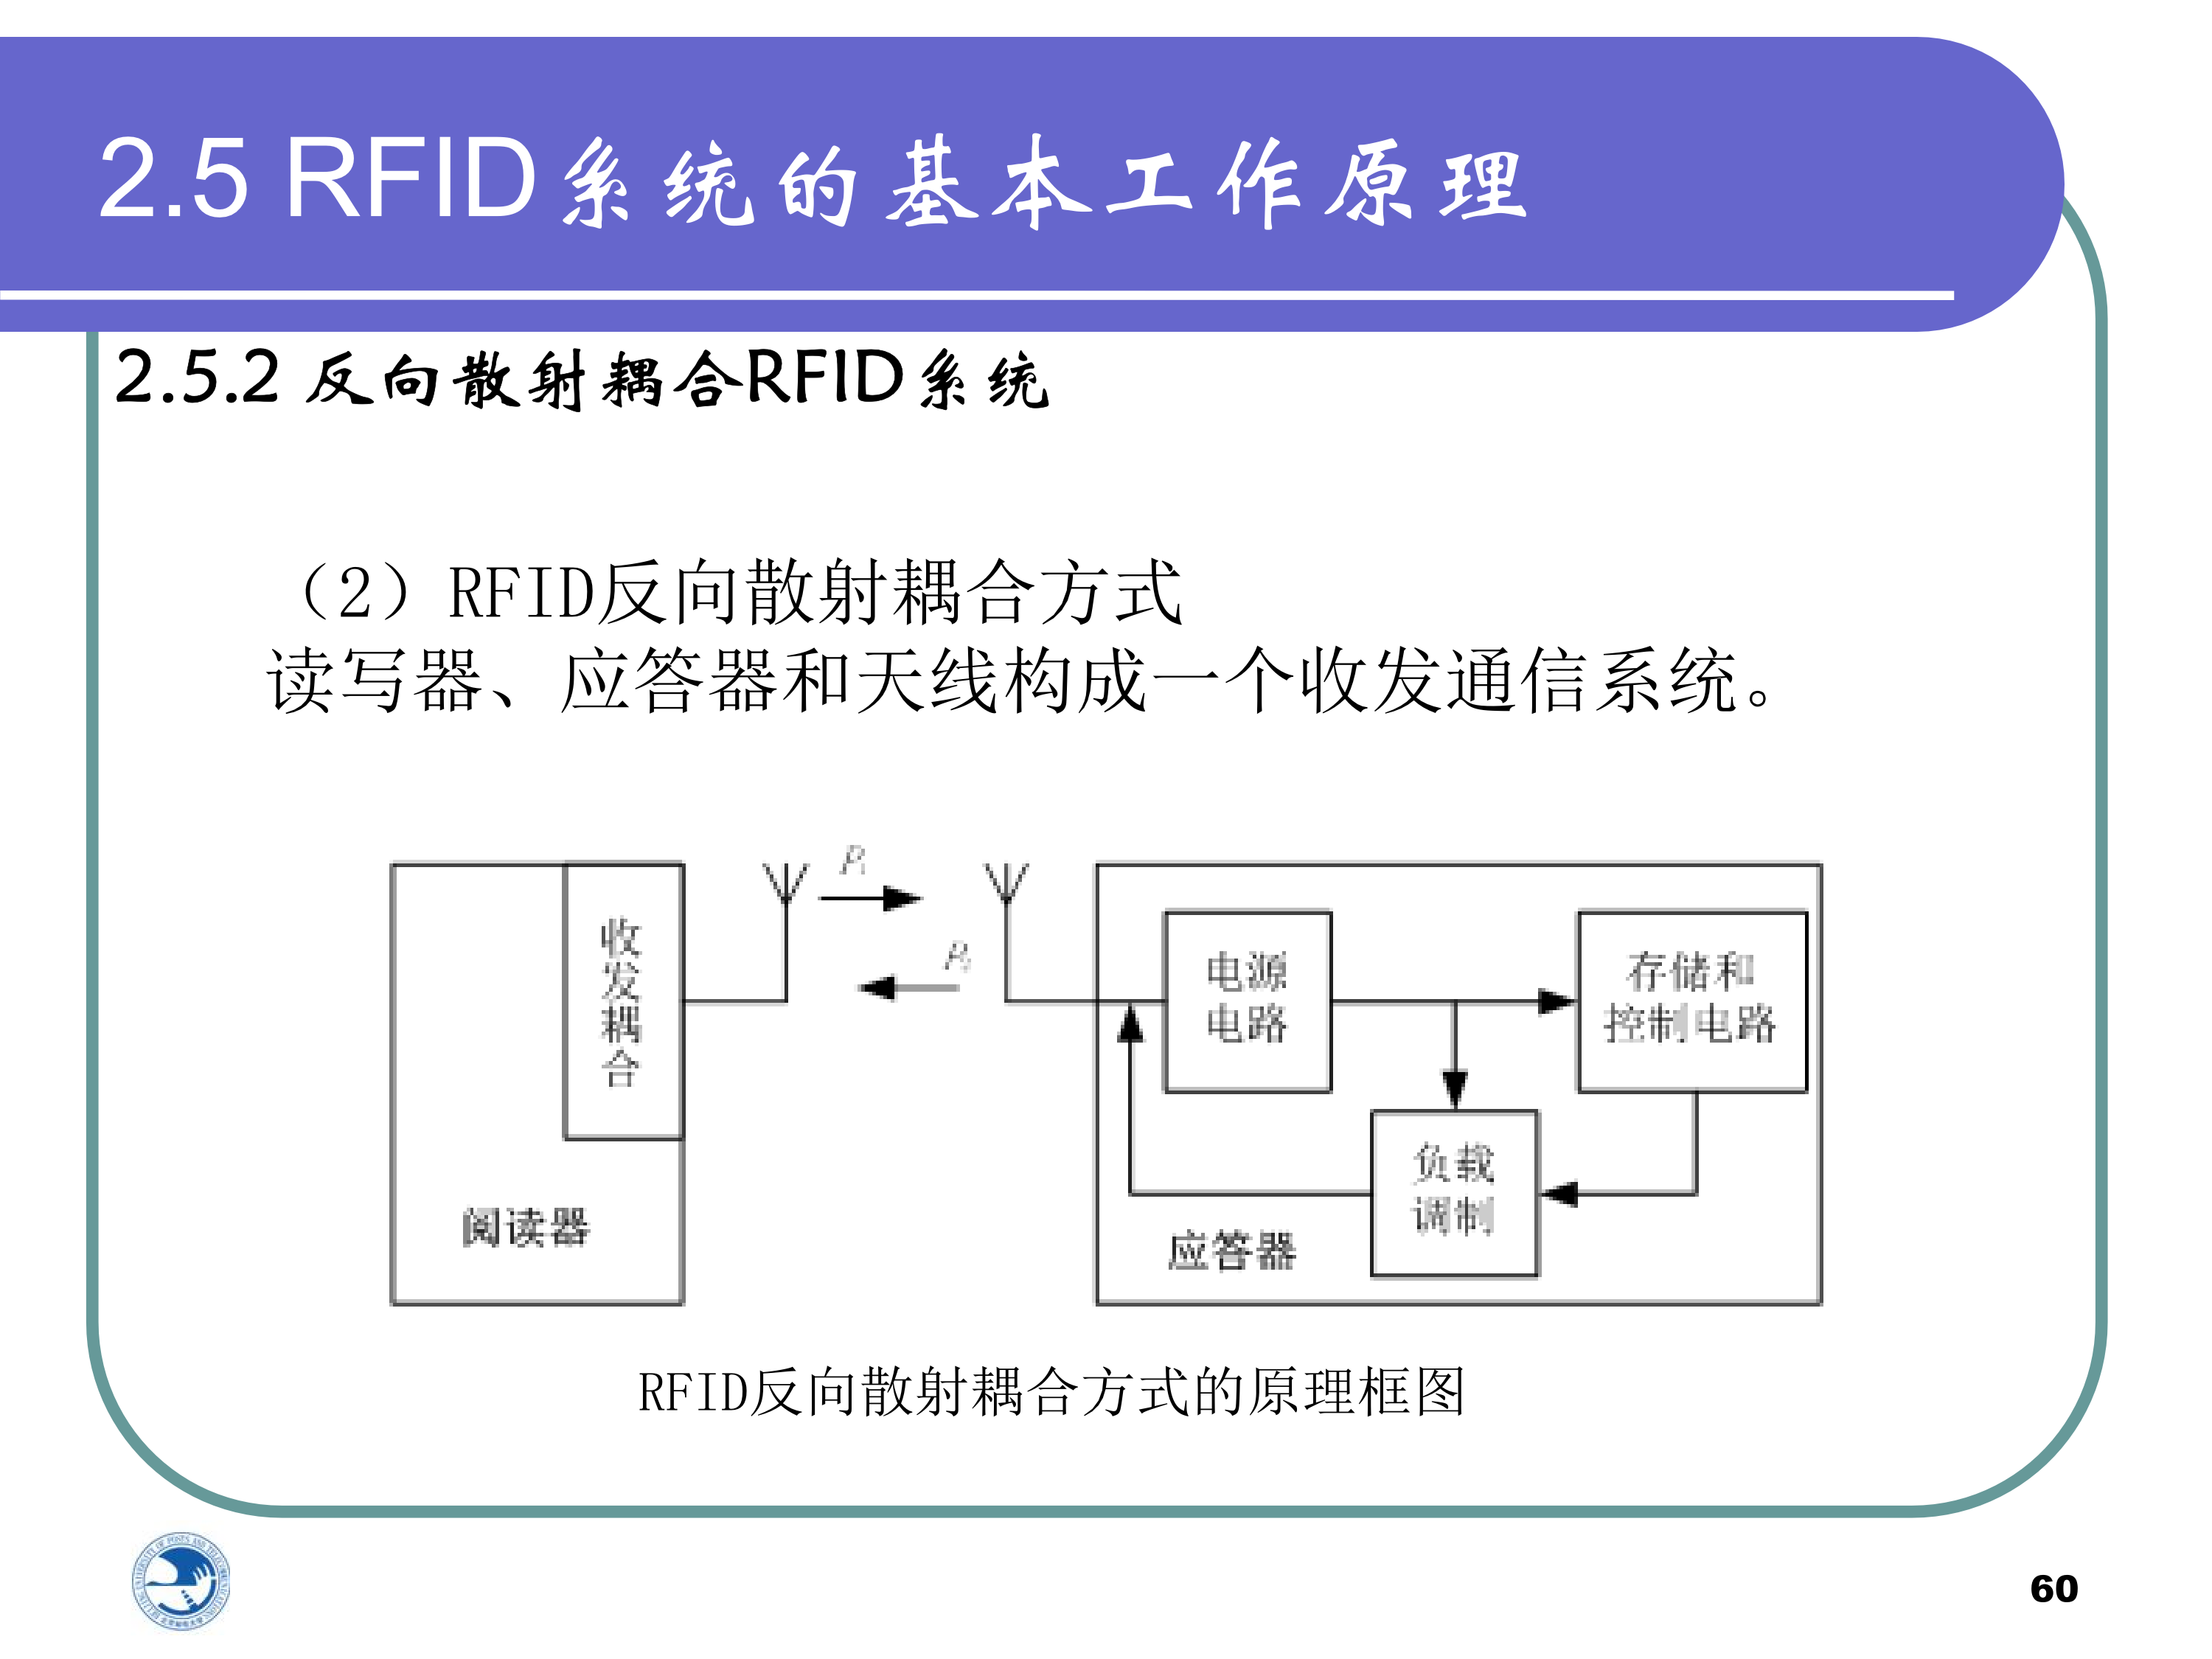 2.5 RFID系统的基本工作原理
2.5.2 反向散射耦合RFID系统
（2）RFID反向散射耦合方式
读写器、应答器和天线构成一个收发通信系统。
P1
收发耦合
阅读器
电源
电路
存储和
控制电路
负载
调制
应答器
RFID反向散射耦合方式的原理框图
60